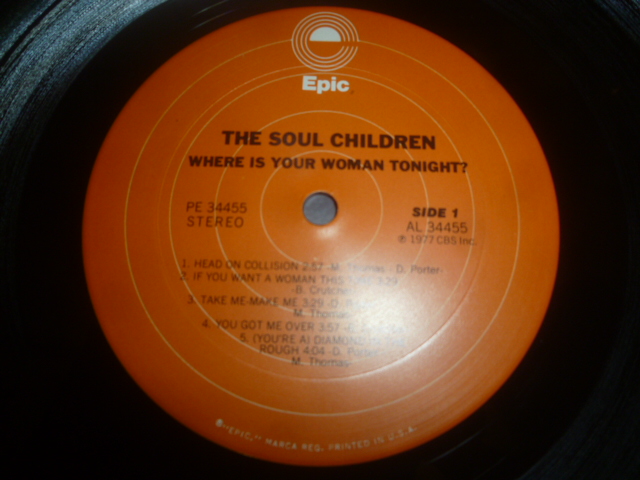 Epic
THE SOUL CHILDREN
WHERE IS YOUR WOMAN TONIGHT?
PE 34455
STEREO
SIDE 1
AL 34455
℗ 1977 CBS Inc.
1. HEAD ON COLLISION 2:57 -M. Thomas -D. Porter-
2. IF YOU WANT A WOMAN THIS
-B. Crutcher
3. TAKE ME-MAKE ME 3:29 -D.
M. Thomas-
4. YOU GOT ME OVER 3:57
5. (YOU'RE A) DIAMOND
ROUGH 4:04 -D.
M. Thomas-
"EPIC," MARCA REG. PRINTED IN U.S.A.